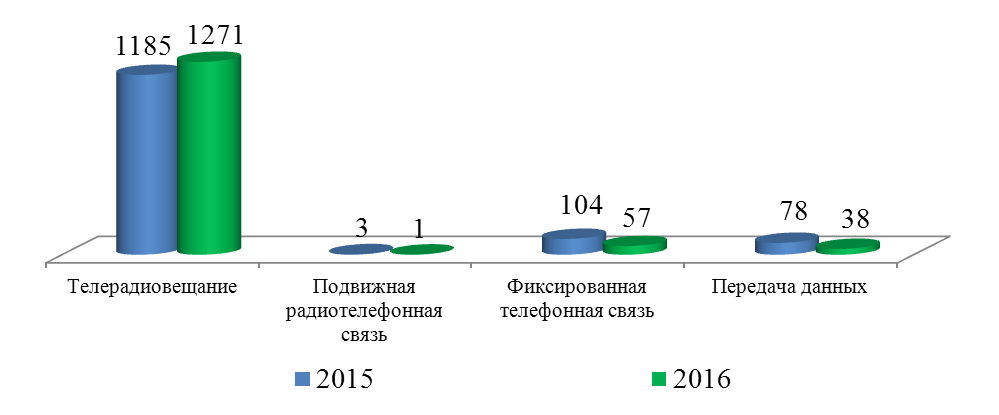 1185 1271
3 1
104 57
78 38
Телерадиовещание
Подвижная
радиотелефонная
связь
Фиксированная
телефонная связь
Передача данных
2015 2016